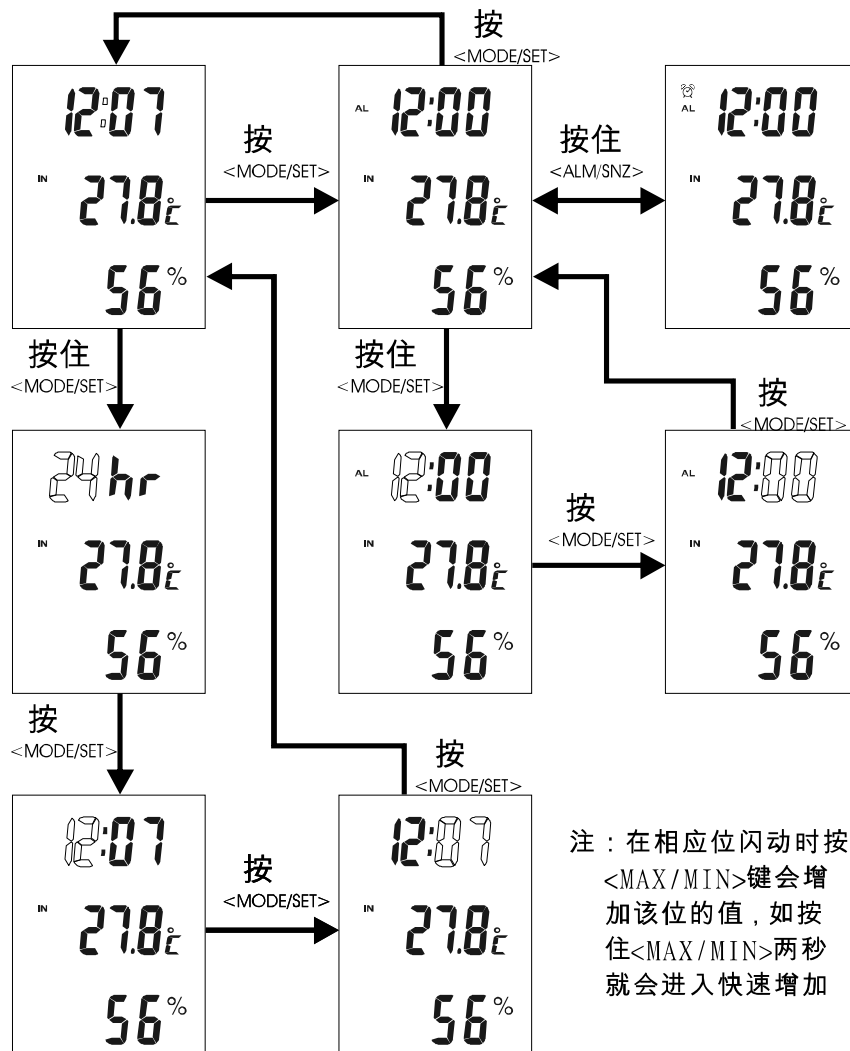 按
<MODE/SET>
12:07
IN
27.8℃
56%
按
<MODE/SET>
AL 12:00
IN
27.8℃
56%
按住
<ALM/SNZ>
AL 12:00
IN
27.8℃
56%
按住
<MODE/SET>
按住
<MODE/SET>
按
<MODE/SET>
24hr
IN
27.8℃
56%
AL 12:00
IN
27.8℃
56%
按
<MODE/SET>
AL 12:00
IN
27.8℃
56%
按
<MODE/SET>
按
<MODE/SET>
12:07
IN
27.8℃
56%
按
<MODE/SET>
12:07
IN
27.8℃
56%
注：在相应位闪动时按
<MAX/MIN>键会增
加该位的值，如按
住<MAX/MIN>两秒
就会进入快速增加